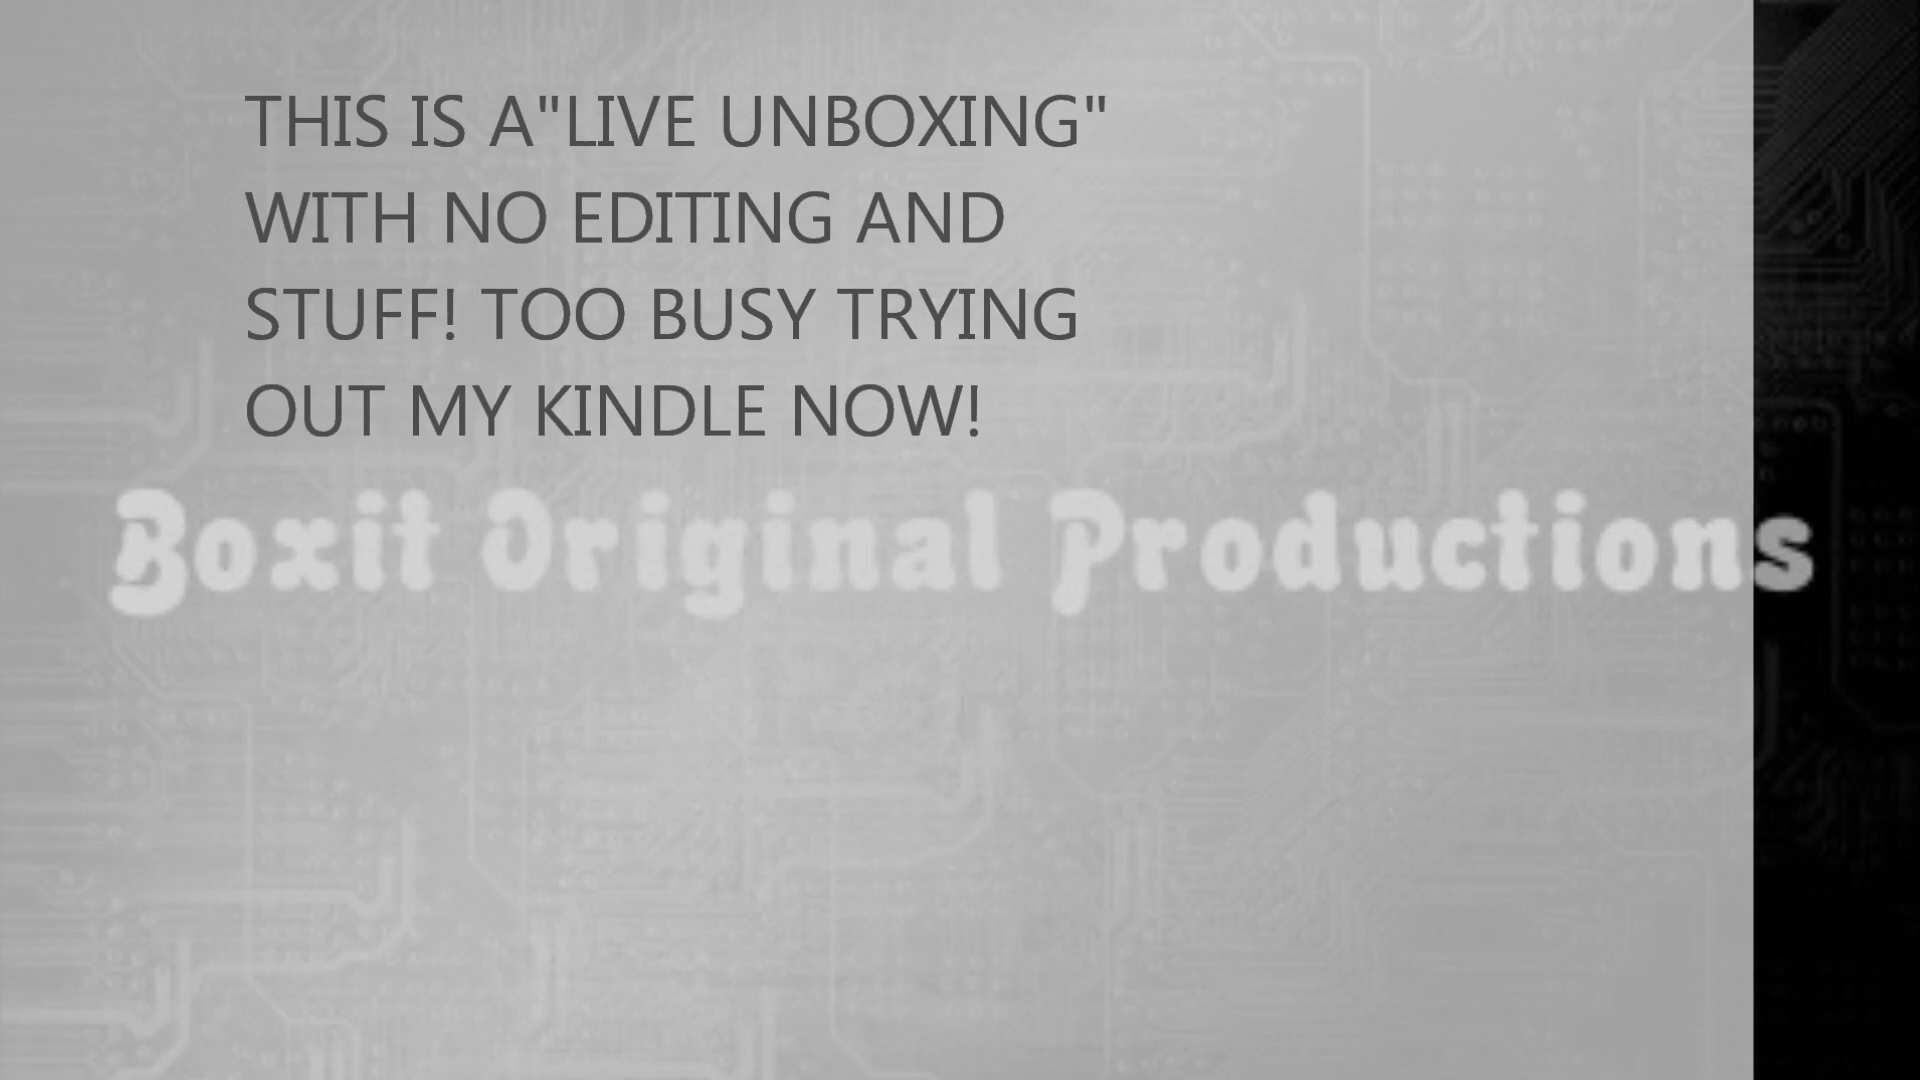 THIS IS A"LIVE UNBOXING"
WITH NO EDITING AND
STUFF! TOO BUSY TRYING
OUT MY KINDLE NOW!
Boxit Original Productions